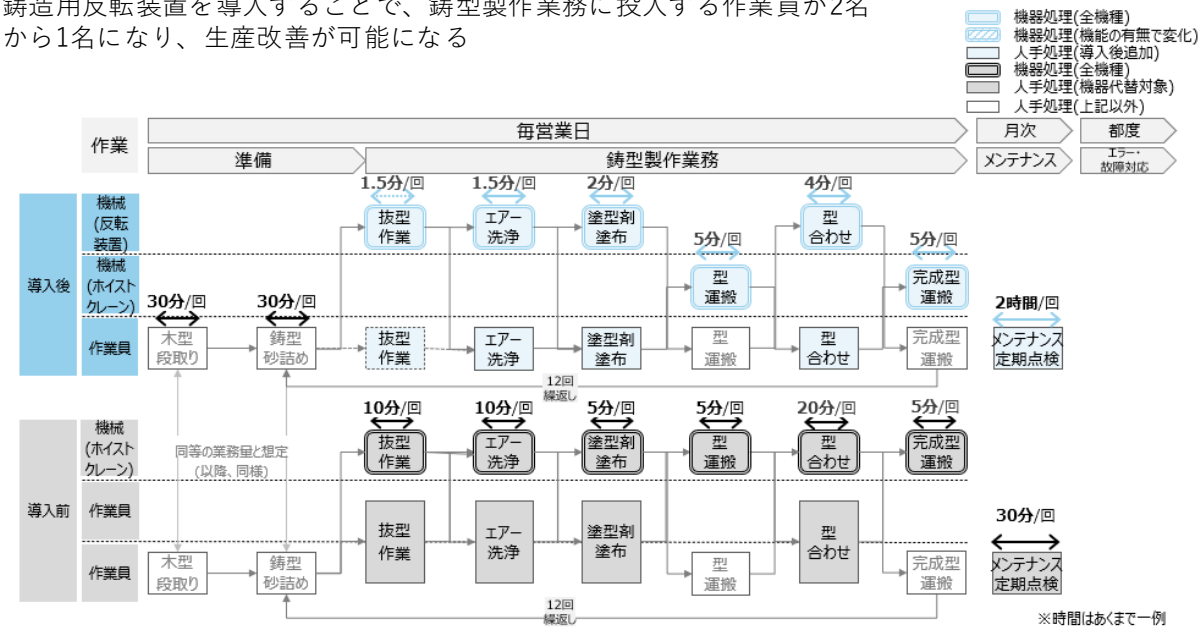 鋳造用反転装置を導入することで、鋳型製作業務に投入する作業員が2名
から1名になり、生産改善が可能になる
機器処理(全機種)
機器処理(機能の有無で変化)
人手処理(導入後追加)
機器処理(全機種)
人手処理(機器代替対象)
人手処理(上記以外)
作業
毎営業日
月次
都度
準備
鋳型製作業務
メンテナンス
エラー・
故障対応
導入後
機械
(反転
装置)
1.5分/回
1.5分/回
2分/回
4分/回
抜型
作業
エアー
洗浄
塗型剤
塗布
型
合わせ
機械
(ホイスト
クレーン)
5分/回
5分/回
型
運搬
完成型
運搬
作業員
30分/回
30分/回
2時間/回
木型
段取り
鋳型
砂詰め
抜型
作業
エアー
洗浄
塗型剤
塗布
型
運搬
型
合わせ
完成型
運搬
メンテナンス
定期点検
12回
繰返し
同等の業務量と想定
(以降、同様)
導入前
機械
(ホイスト
クレーン)
10分/回
10分/回
5分/回
5分/回
20分/回
5分/回
抜型
作業
エアー
洗浄
塗型剤
塗布
型
運搬
型
合わせ
完成型
運搬
作業員
抜型
作業
エアー
洗浄
塗型剤
塗布
型
合わせ
30分/回
作業員
木型
段取り
鋳型
砂詰め
型
運搬
完成型
運搬
メンテナンス
定期点検
12回
繰返し
※時間はあくまで一例